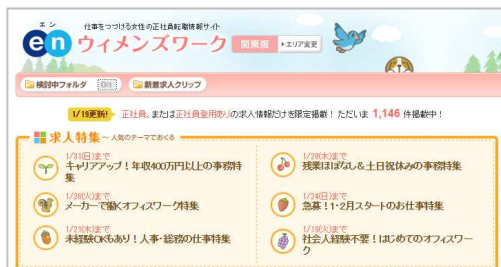 エン
仕事をつづける女性の正社員転職情報サイト
en ウィメンズワーク 関東版 ▸エリア変更
検討中フォルダ 0件 新着求人クリップ
1/19更新! 正社員、または正社員登用ありの求人情報だけを限定掲載! ただいま 1,146 件掲載中!
求人特集 ~ 人気のテーマでおくる
1/31(日)まで
キャリアアップ!年収400万円以上の事務特集
1/28(木)まで
残業ほぼなし&土日祝休みの事務特集
1/26(火)まで
メーカーで働くオフィスワーク特集
1/24(日)まで
急募!1・2月スタートのお仕事特集
1/21(木)まで
未経験OKもあり!人事・総務の仕事特集
1/19(火)まで
社会人経験不要!はじめてのオフィスワーク